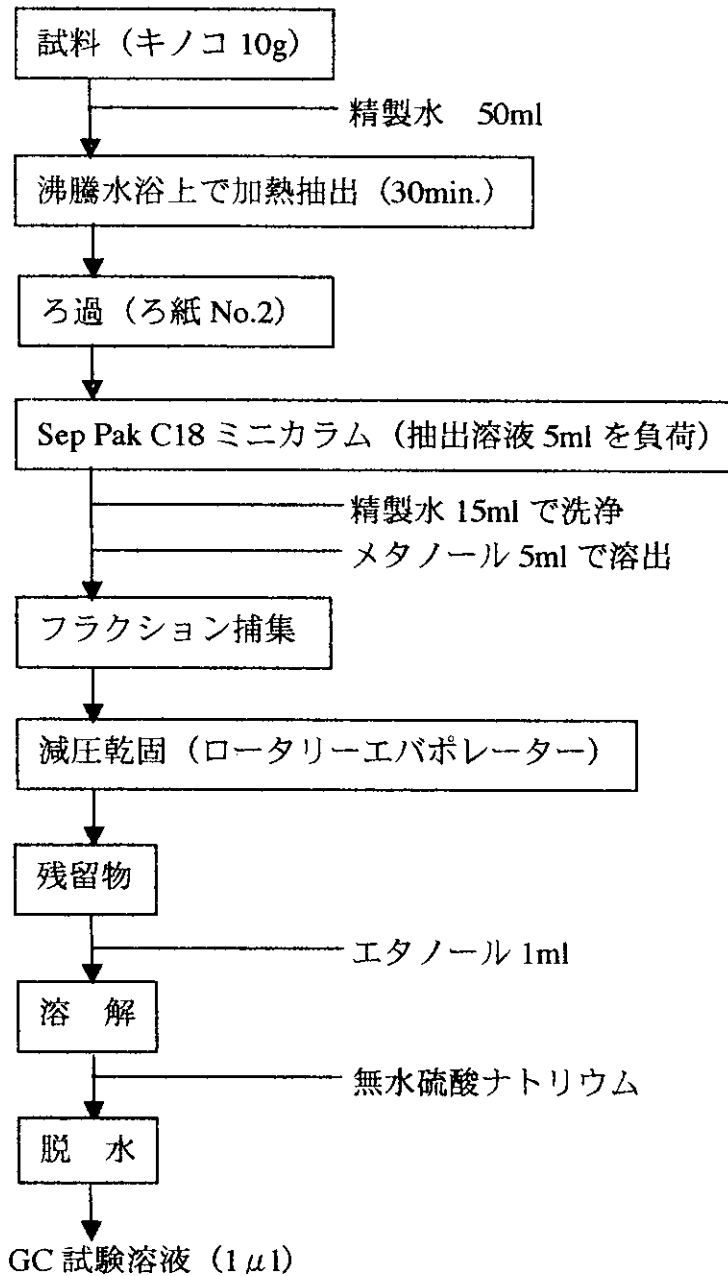 試料（キノコ 10g）
精製水　50ml
沸騰水浴上で加熱抽出（30min.）
ろ過（ろ紙 No.2）
Sep Pak C18 ミニカラム（抽出溶液 5ml を負荷）
精製水 15ml で洗浄
メタノール 5ml で溶出
フラクション捕集
減圧乾固（ロータリーエバポレーター）
残留物
エタノール 1ml
溶　解
無水硫酸ナトリウム
脱　水
GC 試験溶液（1 μl）